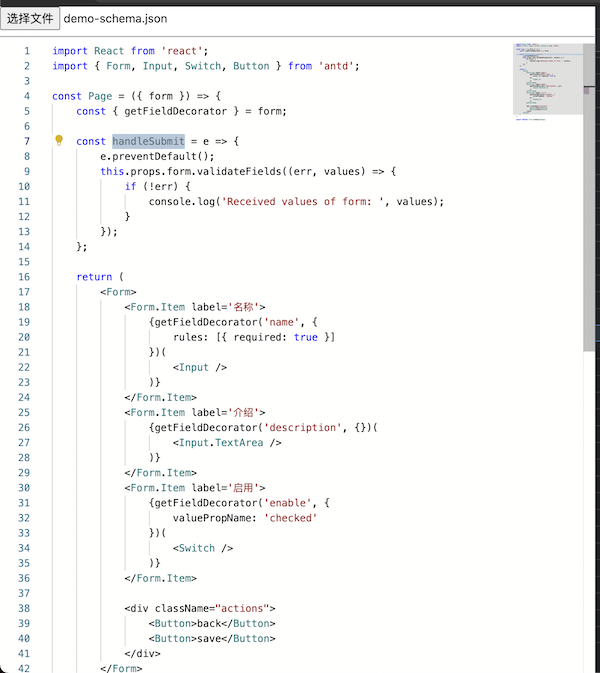 选择文件 demo-schema.json
1 import React from 'react';
2 import { Form, Input, Switch, Button } from 'antd';
3
4 const Page = ({ form }) => {
5     const { getFieldDecorator } = form;
6
7     const handleSubmit = e => {
8         e.preventDefault();
9         this.props.form.validateFields((err, values) => {
10             if (!err) {
11                 console.log('Received values of form: ', values);
12             }
13         });
14     };
15
16     return (
17         <Form>
18             <Form.Item label='名称'>
19                 {getFieldDecorator('name', {
20                     rules: [{ required: true }]
21                 })(
22                     <Input />
23                 )}
24             </Form.Item>
25             <Form.Item label='介绍'>
26                 {getFieldDecorator('description', {})(
27                     <Input.TextArea />
28                 )}
29             </Form.Item>
30             <Form.Item label='启用'>
31                 {getFieldDecorator('enable', {
32                     valuePropName: 'checked'
33                 })(
34                     <Switch />
35                 )}
36             </Form.Item>
37
38             <div className="actions">
39                 <Button>back</Button>
40                 <Button>save</Button>
41             </div>
42         </Form>